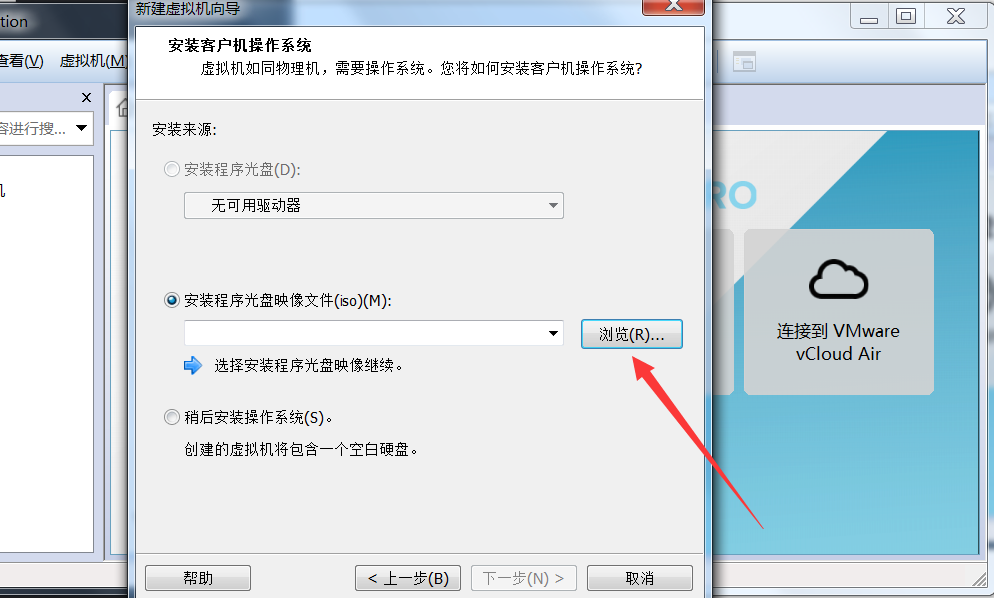 新建虚拟机向导
tion
查看(V) 虚拟机(M)
安装客户机操作系统
虚拟机如同物理机，需要操作系统。您将如何安装客户机操作系统?
容进行搜...
安装来源:
安装程序光盘(D):
无可用驱动器
RO
安装程序光盘映像文件(iso)(M):
浏览(R)...
选择安装程序光盘映像继续。
连接到 VMware
vCloud Air
稍后安装操作系统(S)。
创建的虚拟机将包含一个空白硬盘。
帮助
< 上一步(B)
下一步(N) >
取消